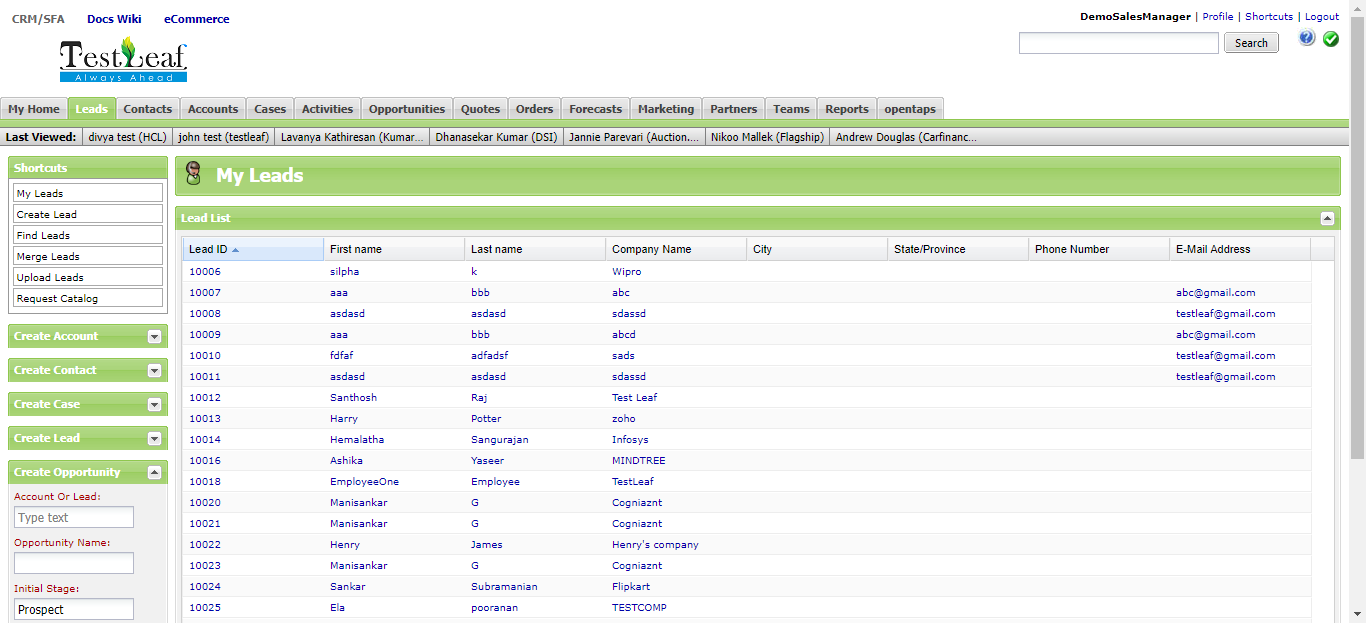 CRM/SFA Docs Wiki eCommerce
DemoSalesManager | Profile | Shortcuts | Logout
TestLeaf
Always Ahead
Search
My Home Leads Contacts Accounts Cases Activities Opportunities Quotes Orders Forecasts Marketing Partners Teams Reports opentaps
Last Viewed: divya test (HCL) john test (testleaf) Lavanya Kathiresan (Kumar... Dhanasekar Kumar (DSI) Jannie Parevari (Auction.... Nikoo Mallek (Flagship) Andrew Douglas (Carfinanc...
Shortcuts
My Leads
Create Lead
Find Leads
Merge Leads
Upload Leads
Request Catalog
Create Account
Create Contact
Create Case
Create Lead
Create Opportunity
Account Or Lead:
Type text
Opportunity Name:
Initial Stage:
Prospect
My Leads
Lead List
Lead ID First name Last name Company Name City State/Province Phone Number E-Mail Address
10006 silpha k Wipro
10007 aaa bbb abc abc@gmail.com
10008 asdasd asdasd sdassd testleaf@gmail.com
10009 aaa bbb abcd abc@gmail.com
10010 fdfaf adfadsf sads testleaf@gmail.com
10011 asdasd asdasd sdassd testleaf@gmail.com
10012 Santhosh Raj Test Leaf
10013 Harry Potter zoho
10014 Hemalatha Sangurajan Infosys
10016 Ashika Yaseer MINDTREE
10018 EmployeeOne Employee TestLeaf
10020 Manisankar G Cogniaznt
10021 Manisankar G Cogniaznt
10022 Henry James Henry's company
10023 Manisankar G Cogniaznt
10024 Sankar Subramanian Flipkart
10025 Ela pooranan TESTCOMP